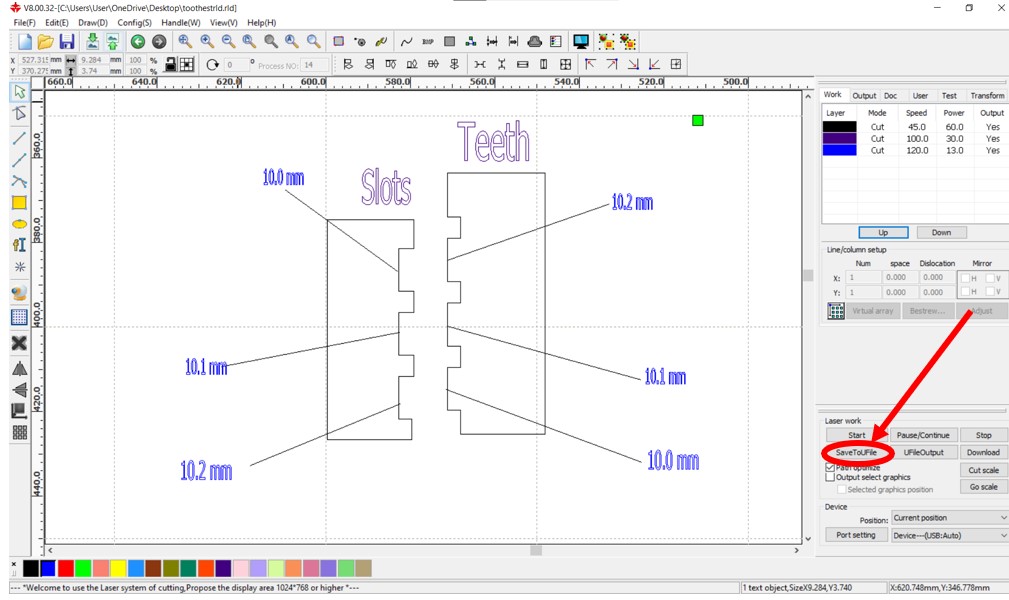 V8.00.32-[C:\Users\User\OneDrive\Desktop\toothestrld.rld]
File(F) Edit(E) Draw(D) Config(S) Handle(W) View(V) Help(H)
X 527.315 mm 9.284 mm 100 %
Y 370.275 mm 3.74 mm 100 %
0 ° Process NO: 14
660.0 640.0 620.0 600.0 580.0 560.0 540.0 520.0 500.0
360.0
380.0
400.0
420.0
440.0
Teeth
Slots
10.0 mm
10.2 mm
10.1 mm
10.1 mm
10.2 mm
10.0 mm
Work Output Doc User Test Transform
Layer Mode Speed Power Output
Cut 45.0 60.0 Yes
Cut 100.0 30.0 Yes
Cut 120.0 13.0 Yes
Up Down
Line/column setup
Num space Dislocation Mirror
X: 1 0.000 0.000 H V
Y: 1 0.000 0.000 H V
Virtual array Bestrew... Adjust
Laser work
Start Pause/Continue Stop
SaveToUFile UFileOutput Download
Path optimize Cut scale
Output select graphics
Selected graphics position Go scale
Device
Position: Current position
Port setting Device---(USB:Auto)
--- *Welcome to use the Laser system of cutting,Propose the display area 1024*768 or higher *---
1 text object,SizeX9.284,Y3.740
X:620.748mm,Y:346.778mm